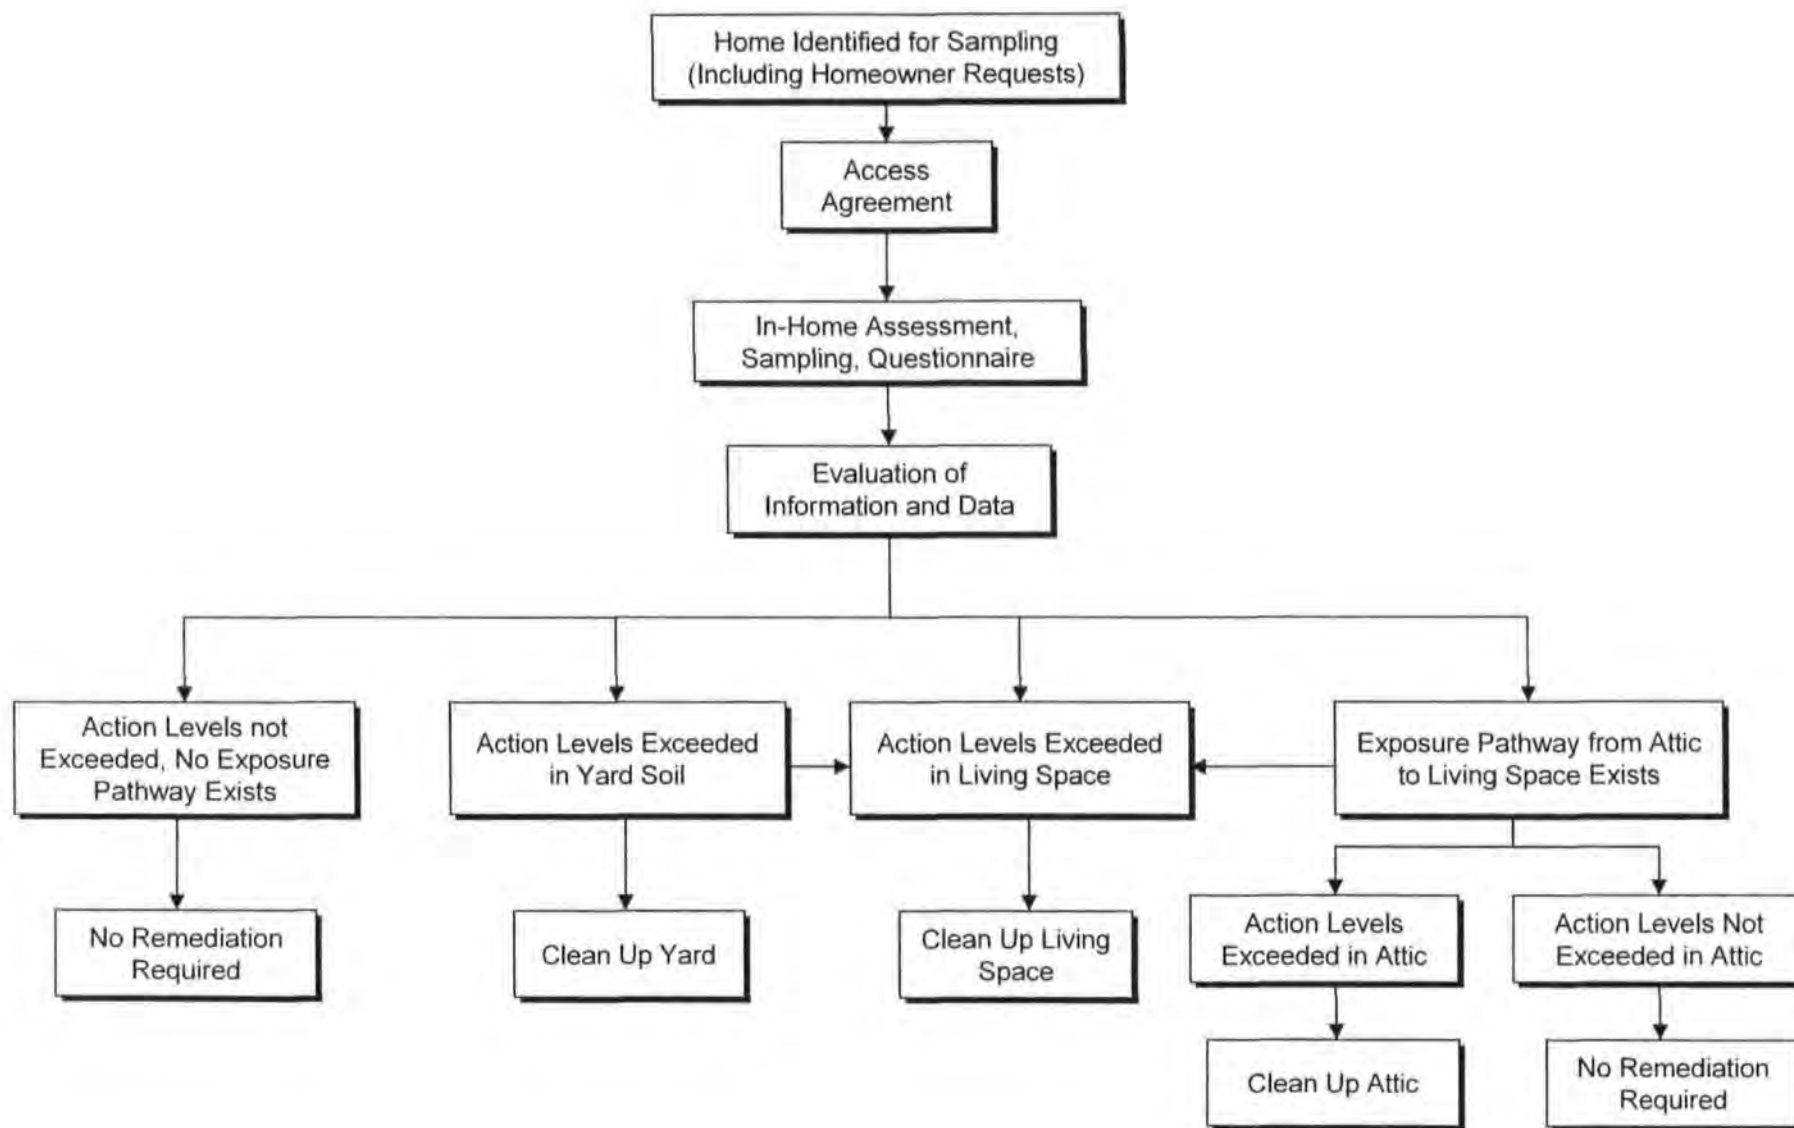 Home Identified for Sampling
(Including Homeowner Requests)
Access
Agreement
In-Home Assessment,
Sampling, Questionnaire
Evaluation of
Information and Data
Action Levels not
Exceeded, No Exposure
Pathway Exists
Action Levels Exceeded
in Yard Soil
Action Levels Exceeded
in Living Space
Exposure Pathway from Attic
to Living Space Exists
No Remediation
Required
Clean Up Yard
Clean Up Living
Space
Action Levels
Exceeded in Attic
Action Levels Not
Exceeded in Attic
Clean Up Attic
No Remediation
Required